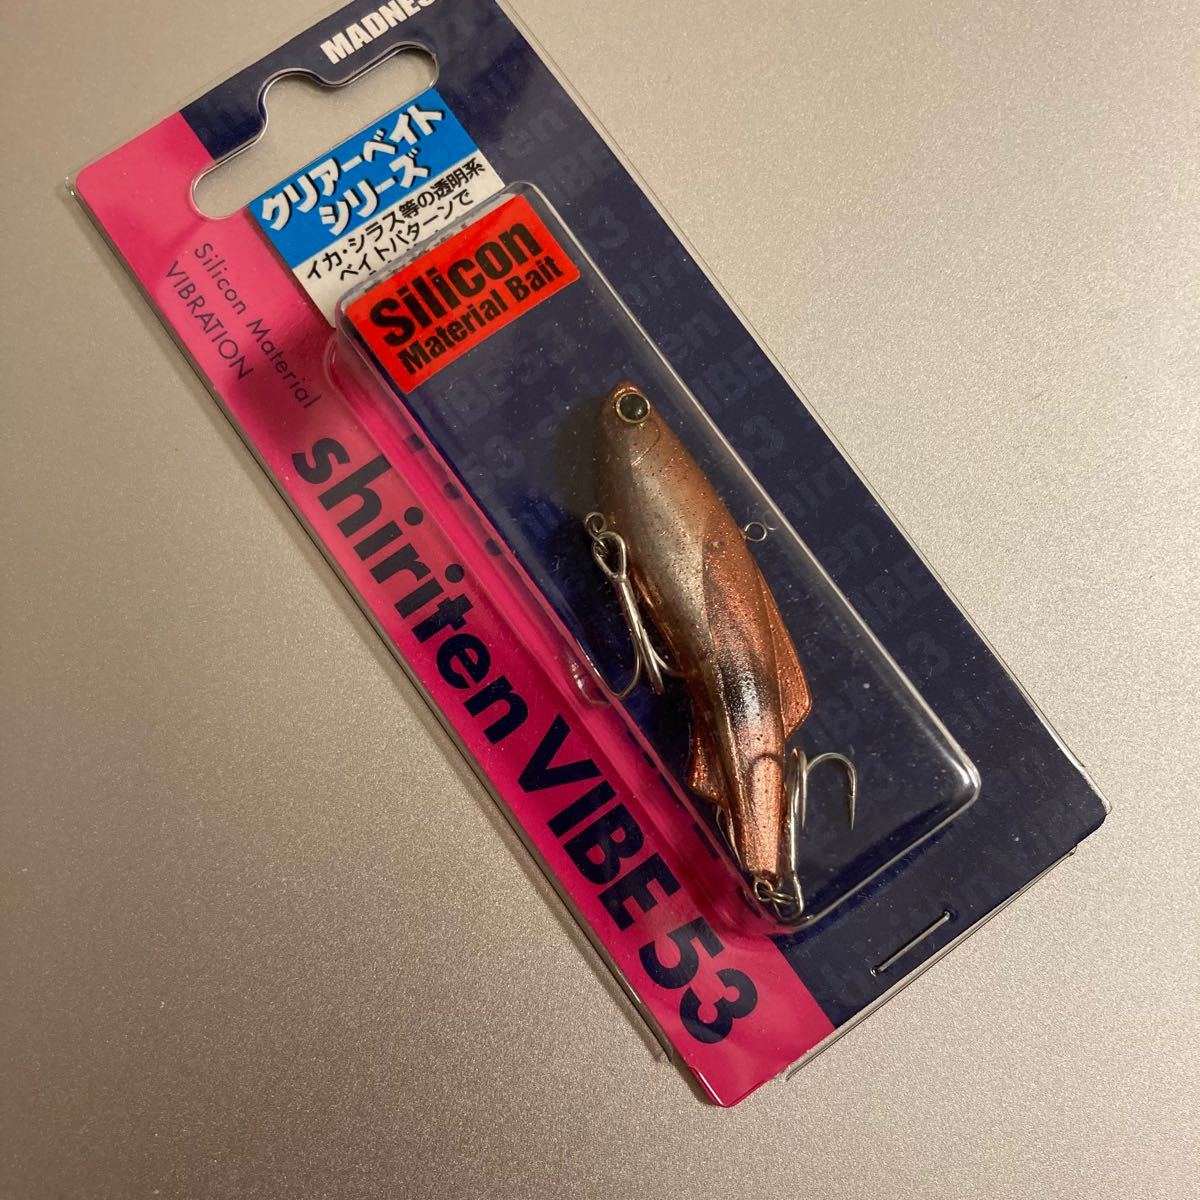 MADNES
クリアーベイト
シリーズ
イカ・シラス等の透明系
ベイトパターンで
Silicon
Material Bait
Silicon Material
VIBRATION
shiriten VIBE 53